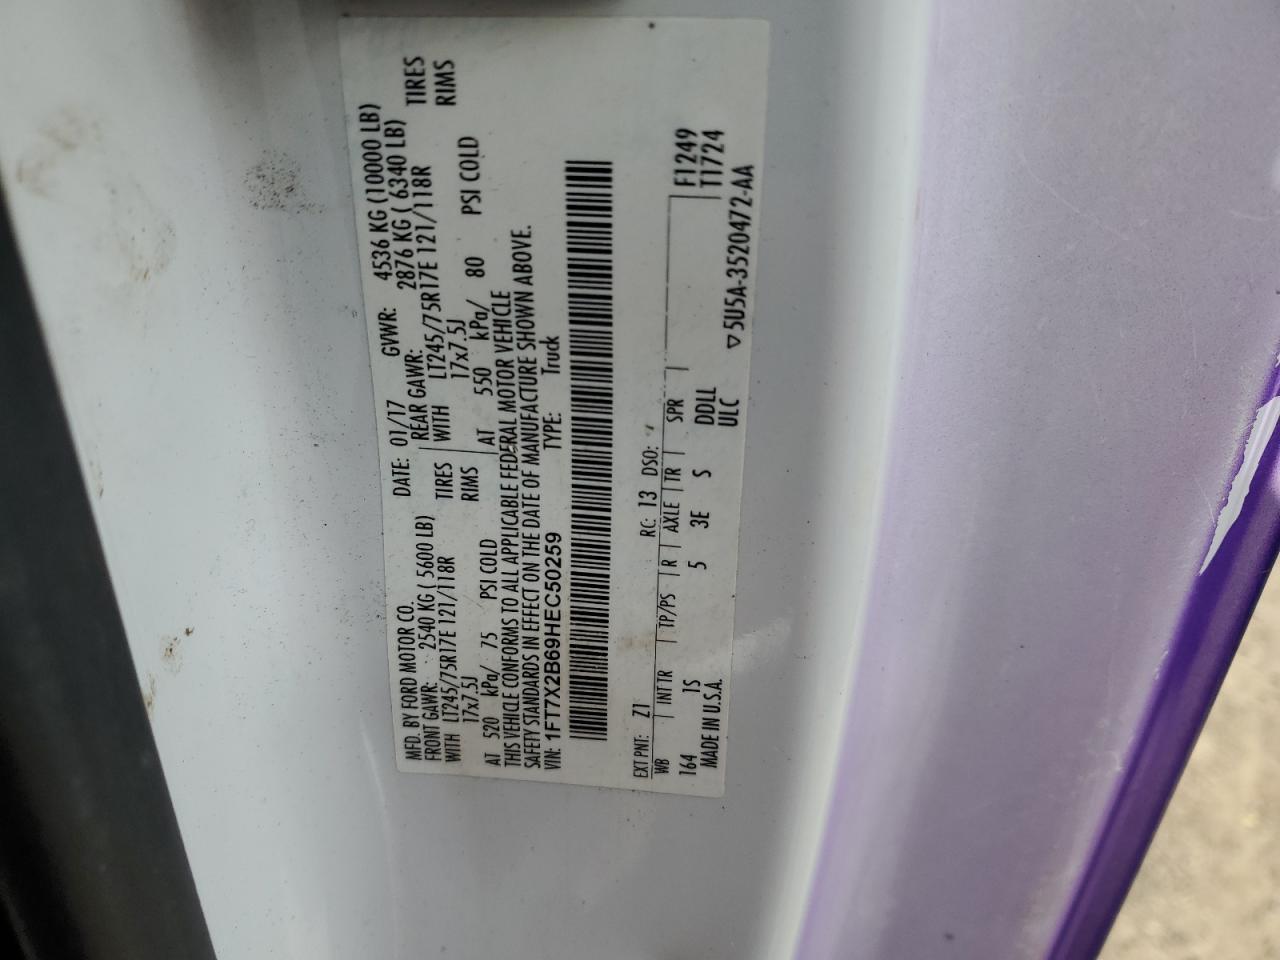 MFD. BY FORD MOTOR CO.
DATE: 01/17 GVWR: 4536 KG (10000 LB)
FRONT GAWR: 2540 KG ( 5600 LB) REAR GAWR: 2876 KG ( 6340 LB)
WITH LT245/75R17E 121/118R TIRES WITH LT245/75R17E 121/118R TIRES
17x7.5J RIMS 17x7.5J RIMS
AT 520 kPa/ 75 PSI COLD AT 550 kPa/ 80 PSI COLD
THIS VEHICLE CONFORMS TO ALL APPLICABLE FEDERAL MOTOR VEHICLE
SAFETY STANDARDS IN EFFECT ON THE DATE OF MANUFACTURE SHOWN ABOVE.
VIN: 1FT7X2B69HEC50259 TYPE: Truck
EXT PNT: Z1 RC: 13 DSO:
WB INT TR TP/PS R AXLE TR SPR F1249
164 1S 5 3E S DDLL T1724
MADE IN U.S.A. ULC ▽5U5A-3520472-AA